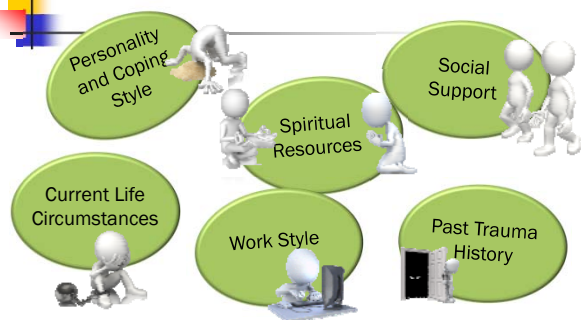 Personality
and Coping
Style
Social
Support
Spiritual
Resources
Current Life
Circumstances
Work Style
Past Trauma
History